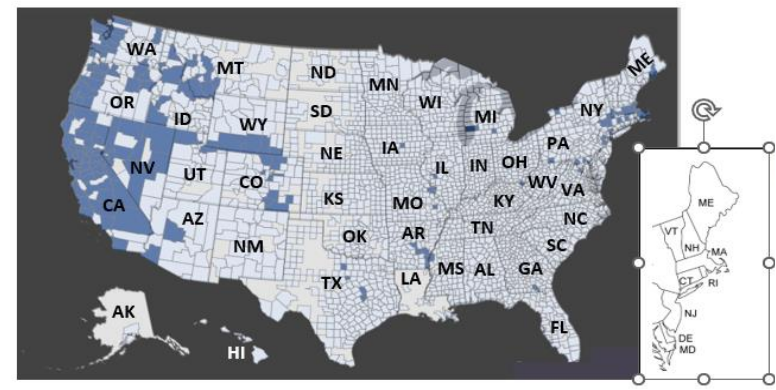 WA
MT
ND
MN
ME
OR
ID
WY
SD
WI
MI
NY
NV
UT
CO
NE
IA
IL
IN
OH
PA
CA
AZ
NM
KS
MO
KY
WV
VA
OK
AR
TN
NC
TX
LA
MS
AL
GA
SC
FL
AK
HI
ME
VT
NH
MA
CT
RI
NJ
DE
MD